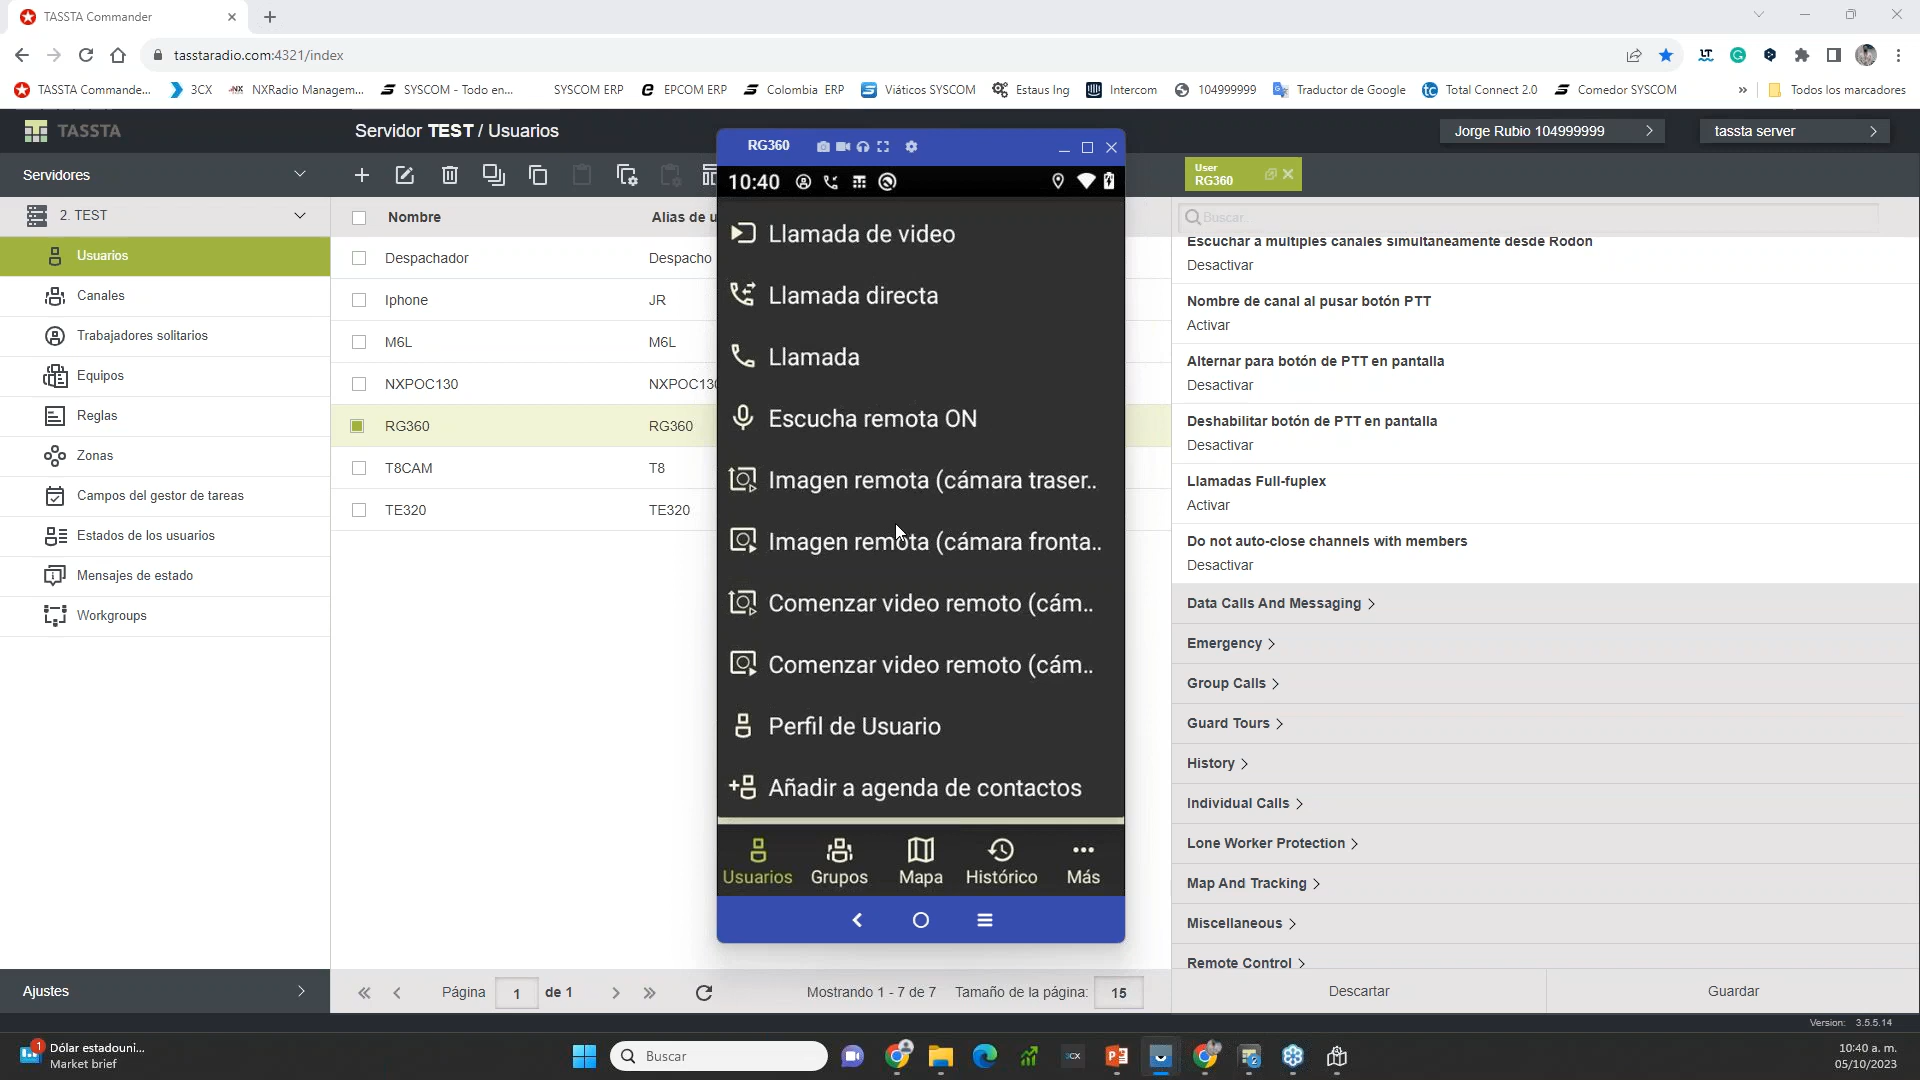 TASSTA Commander
tasstaradio.com:4321/index
TASSTA Commande...
3CX
NXRadio Managem...
SYSCOM - Todo en...
SYSCOM ERP
EPCOM ERP
Colombia ERP
Viáticos SYSCOM
Estaus Ing
Intercom
104999999
Traductor de Google
Total Connect 2.0
Comedor SYSCOM
Todos los marcadores
TASSTA
Servidor TEST / Usuarios
Jorge Rubio 104999999
tassta server
Servidores
2. TEST
Usuarios
Canales
Trabajadores solitarios
Equipos
Reglas
Zonas
Campos del gestor de tareas
Estados de los usuarios
Mensajes de estado
Workgroups
Ajustes
Nombre
Alias de u
Despachador
Despacho
Iphone
JR
M6L
M6L
NXPOC130
NXPOC130
RG360
RG360
T8CAM
T8
TE320
TE320
Página
1
de 1
Mostrando 1 - 7 de 7
Tamaño de la página:
15
RG360
10:40
Llamada de video
Llamada directa
Llamada
Escucha remota ON
Imagen remota (cámara traser..
Imagen remota (cámara fronta..
Comenzar video remoto (cám..
Comenzar video remoto (cám..
Perfil de Usuario
Añadir a agenda de contactos
Usuarios
Grupos
Mapa
Histórico
Más
User
RG360
Buscar
Escuchar a multiples canales simultaneamente desde Rodon
Desactivar
Nombre de canal al pusar botón PTT
Activar
Alternar para botón de PTT en pantalla
Desactivar
Deshabilitar botón de PTT en pantalla
Desactivar
Llamadas Full-fuplex
Activar
Do not auto-close channels with members
Desactivar
Data Calls And Messaging
Emergency
Group Calls
Guard Tours
History
Individual Calls
Lone Worker Protection
Map And Tracking
Miscellaneous
Remote Control
Descartar
Guardar
Version: 3.5.5.14
1
Dólar estadouni...
Market brief
Buscar
3CX
2
10:40 a. m.
05/10/2023